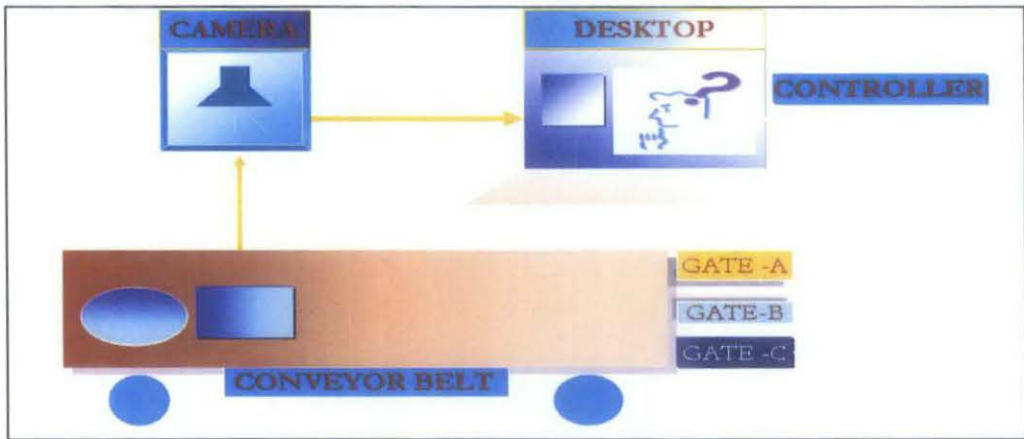 CAMERA
DESKTOP
CONTROLLER
GATE -A
GATE-B
GATE -C
CONVEYOR BELT